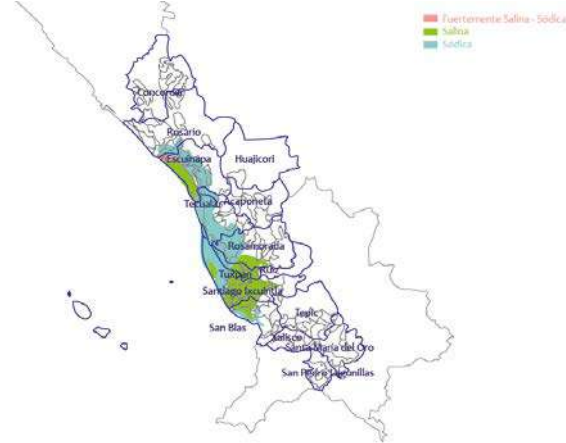 Fuertemente Salina - Sódica
Salina
Sódica
Concordia
Rosario
Escuinapa
Huajicori
Tecuala
Acaponeta
Rosamorada
Ruiz
Tuxpan
Santiago Ixcuintla
Tepic
San Blas
Xalisco
Santa María del Oro
San Pedro Lagunillas